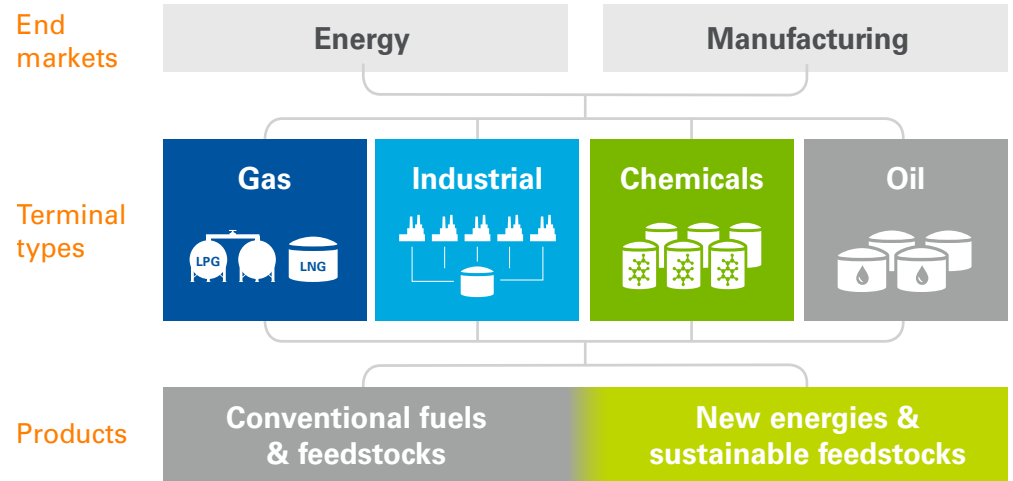 End
markets
Energy
Manufacturing
Terminal
types
Gas
Industrial
Chemicals
Oil
LPG
LNG
Products
Conventional fuels
& feedstocks
New energies &
sustainable feedstocks